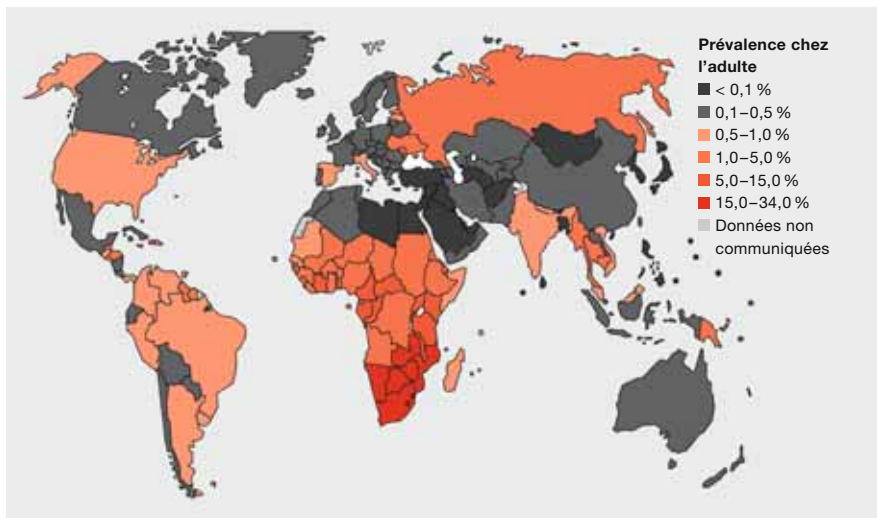 Prévalence chez
l’adulte
< 0,1 %
0,1–0,5 %
0,5–1,0 %
1,0–5,0 %
5,0–15,0 %
15,0–34,0 %
Données non
communiquées